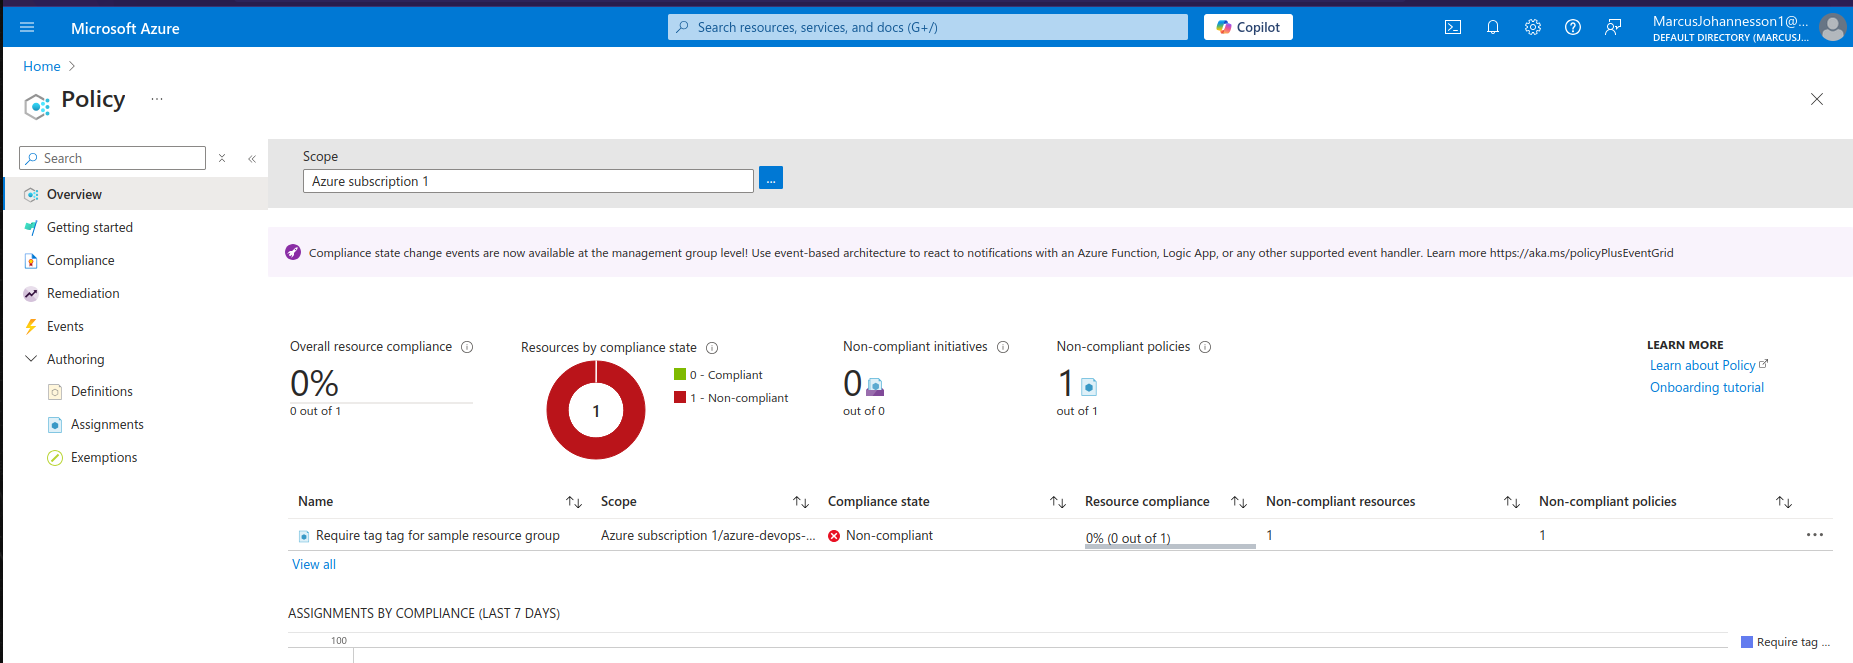 Microsoft Azure
Search resources, services, and docs (G+/)
Copilot
MarcusJohannesson1@...
DEFAULT DIRECTORY (MARCUSJ...
Home
Policy
...
Search
Overview
Getting started
Compliance
Remediation
Events
Authoring
Definitions
Assignments
Exemptions
Scope
Azure subscription 1
...
Compliance state change events are now available at the management group level! Use event-based architecture to react to notifications with an Azure Function, Logic App, or any other supported event handler. Learn more https://aka.ms/policyPlusEventGrid
Overall resource compliance
0%
0 out of 1
Resources by compliance state
1
0 - Compliant
1 - Non-compliant
Non-compliant initiatives
0
out of 0
Non-compliant policies
1
out of 1
LEARN MORE
Learn about Policy
Onboarding tutorial
Name Scope Compliance state Resource compliance Non-compliant resources Non-compliant policies
Require tag tag for sample resource group Azure subscription 1/azure-devops-... Non-compliant 0% (0 out of 1) 1 1 ...
View all
ASSIGNMENTS BY COMPLIANCE (LAST 7 DAYS)
100
Require tag ...